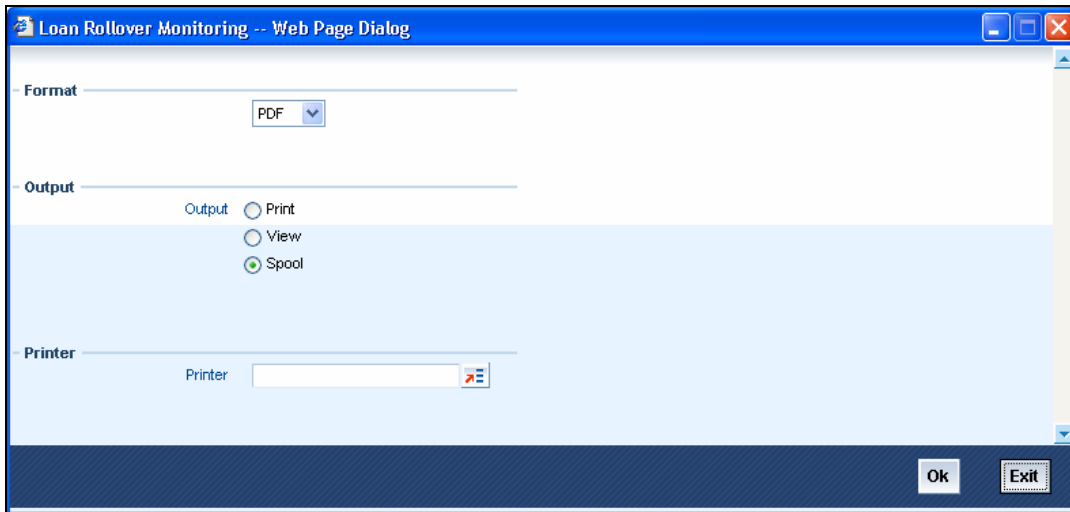 Loan Rollover Monitoring -- Web Page Dialog
Format
PDF
Output
Output Print
View
Spool
Printer
Printer
Ok Exit